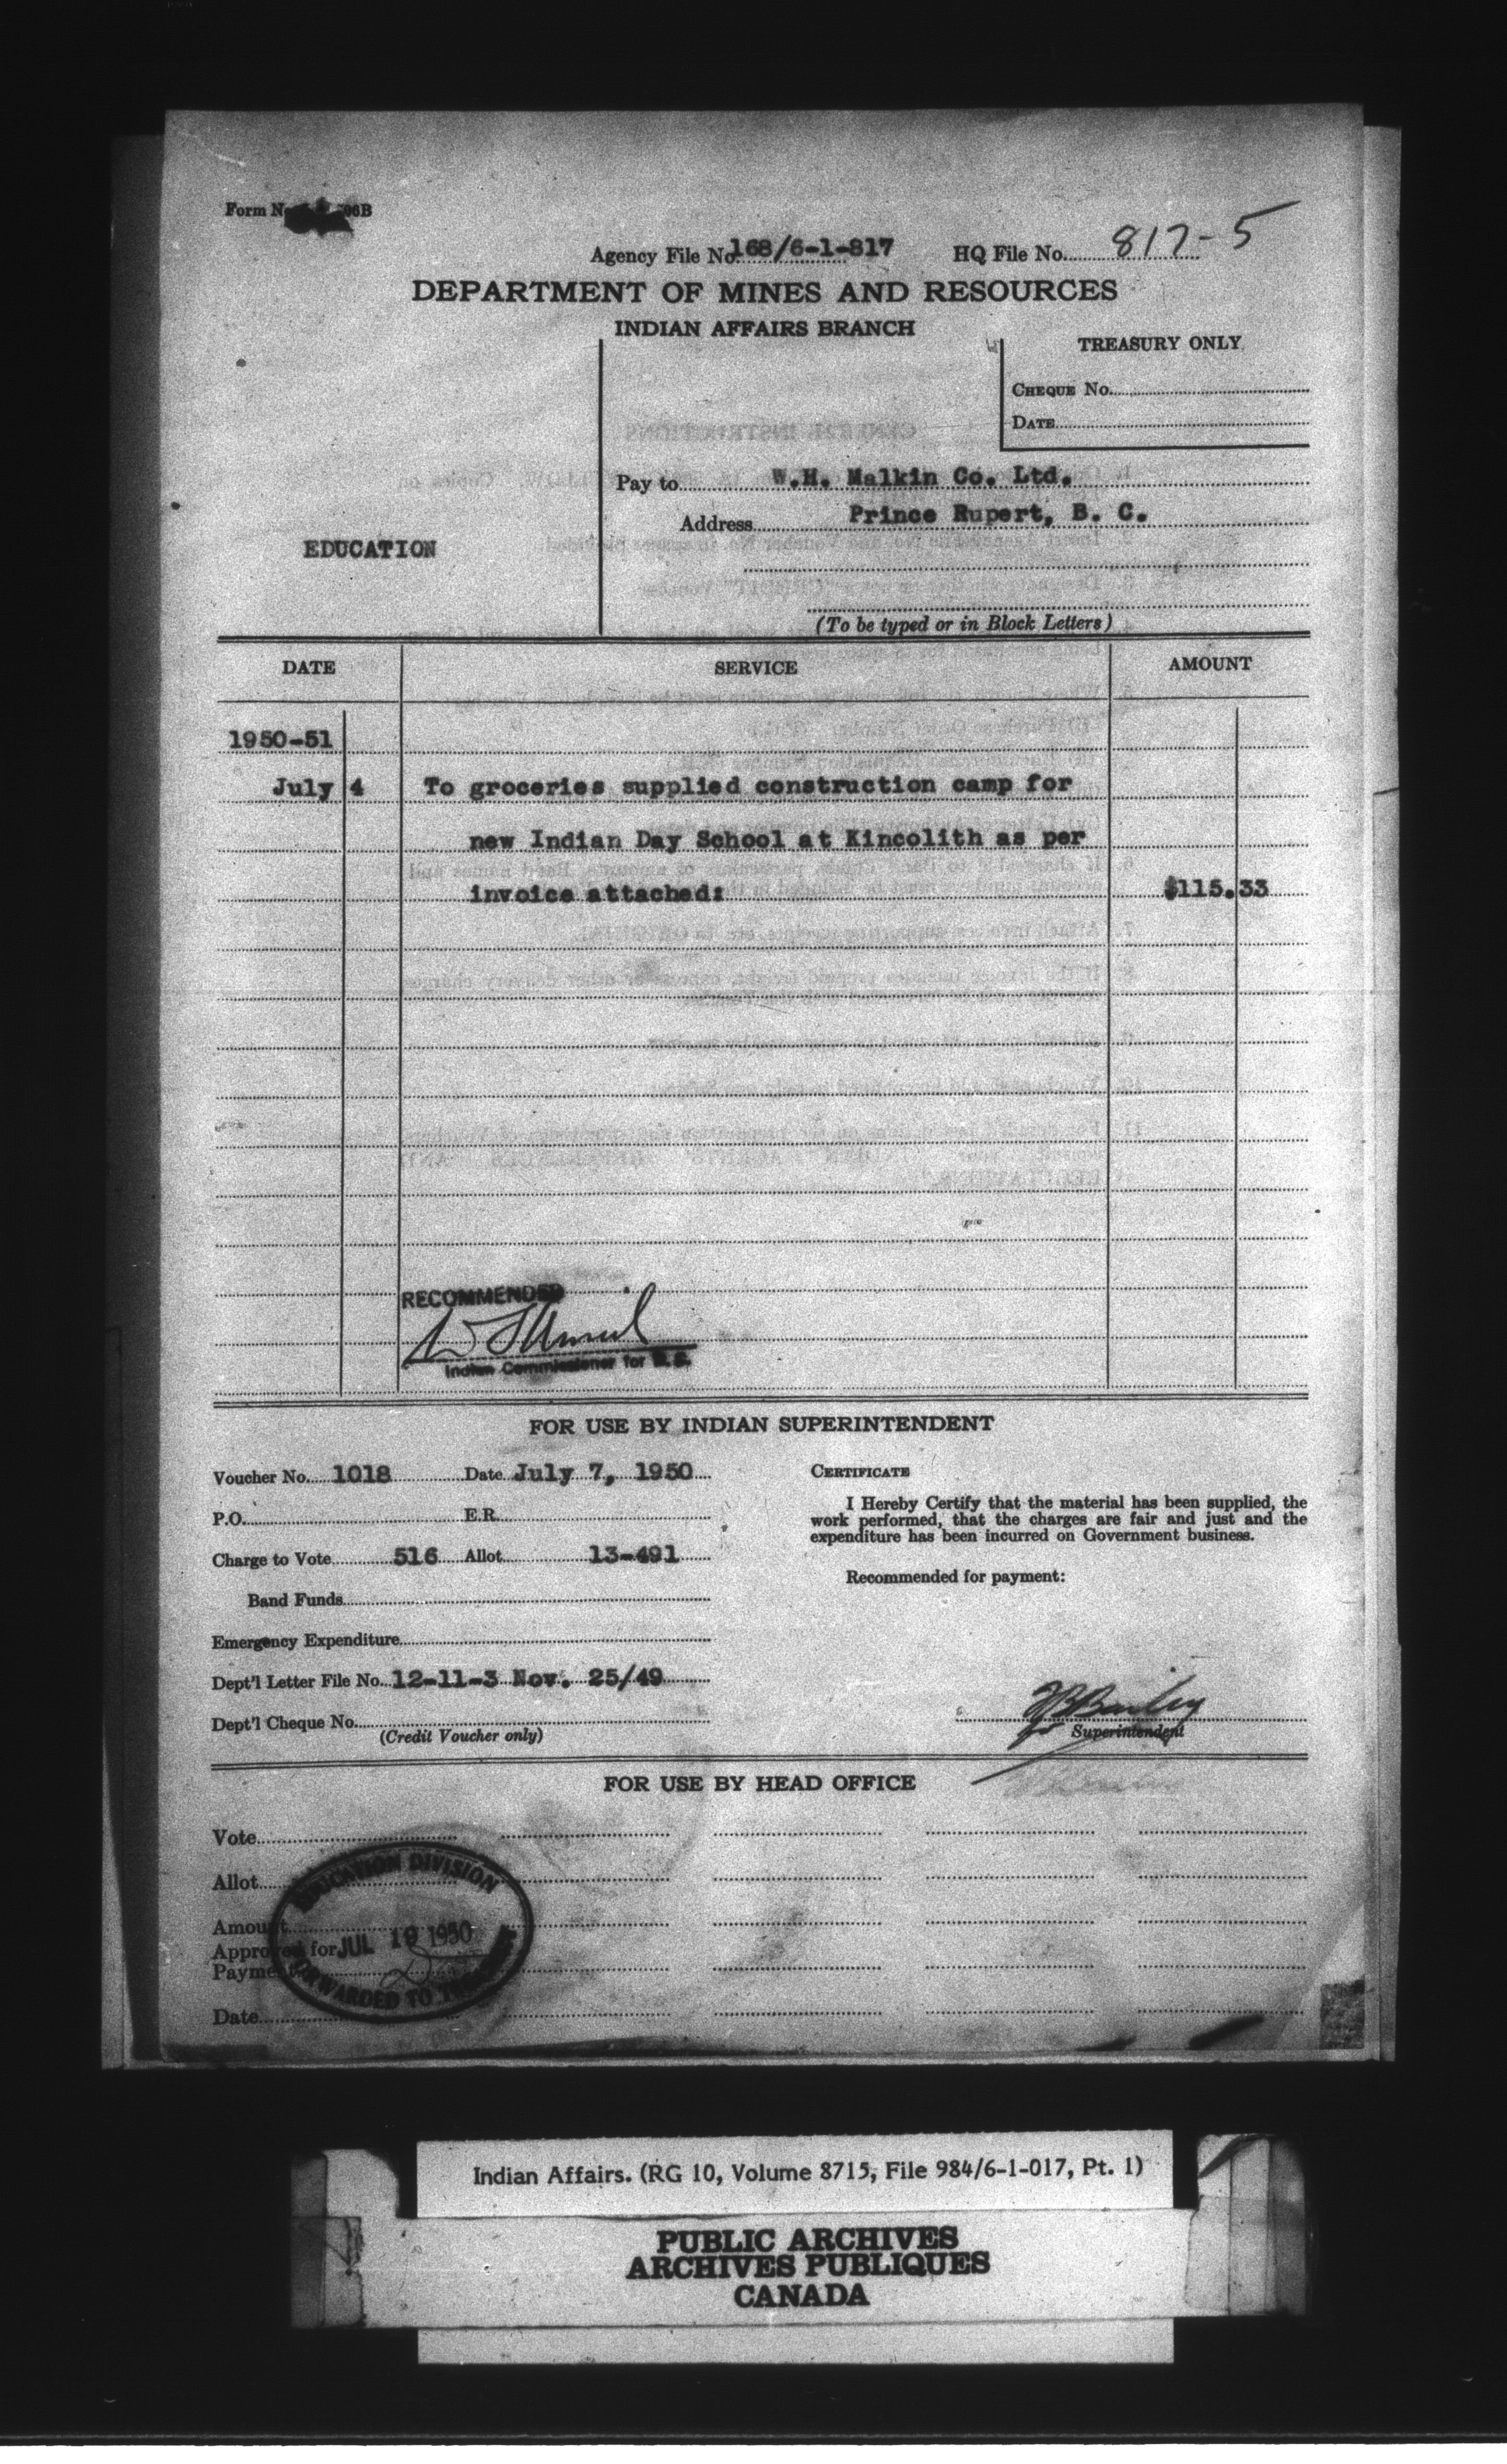 Form No. 06B
Agency File No. 168/6-1-817 HQ File No. 817-5
DEPARTMENT OF MINES AND RESOURCES
INDIAN AFFAIRS BRANCH
TREASURY ONLY
CHEQUE No.
DATE
Pay to W.H. Malkin Co. Ltd.
Address Prince Rupert, B. C.
EDUCATION
(To be typed or in Block Letters)
DATE SERVICE AMOUNT
1950-51
July 4 To groceries supplied construction camp for
new Indian Day School at Kincolith as per
invoice attached: $115.33
RECOMMENDED
Indian Commissioner for B.C.
FOR USE BY INDIAN SUPERINTENDENT
Voucher No. 1018 Date July 7, 1950
P.O. E.R.
Charge to Vote 516 Allot. 13-491
Band Funds
Emergency Expenditure
Dept'l Letter File No. 12-11-3 Nov. 25/49
Dept'l Cheque No.
(Credit Voucher only)
CERTIFICATE
I Hereby Certify that the material has been supplied, the
work performed, that the charges are fair and just and the
expenditure has been incurred on Government business.
Recommended for payment:
Superintendent
FOR USE BY HEAD OFFICE
Vote
Allot.
Amount
Approved for
Payment
Date
EDUCATION DIVISION
JUL 19 1950
FORWARDED TO
Indian Affairs. (RG 10, Volume 8715, File 984/6-1-017, Pt. 1)
PUBLIC ARCHIVES
ARCHIVES PUBLIQUES
CANADA